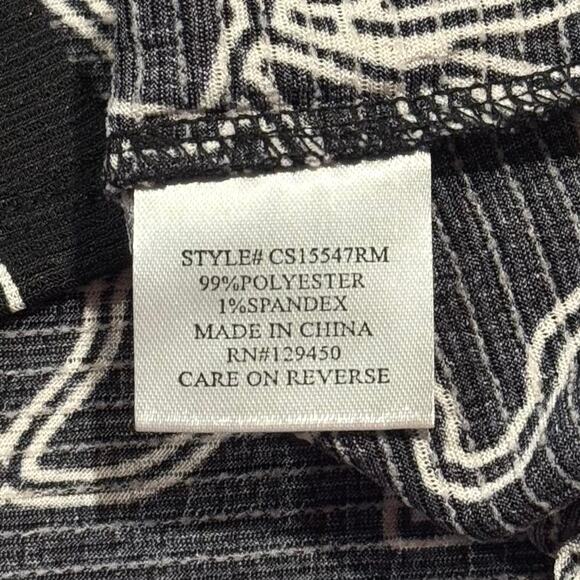 STYLE# CS15547RM
99%POLYESTER
1%SPANDEX
MADE IN CHINA
RN#129450
CARE ON REVERSE